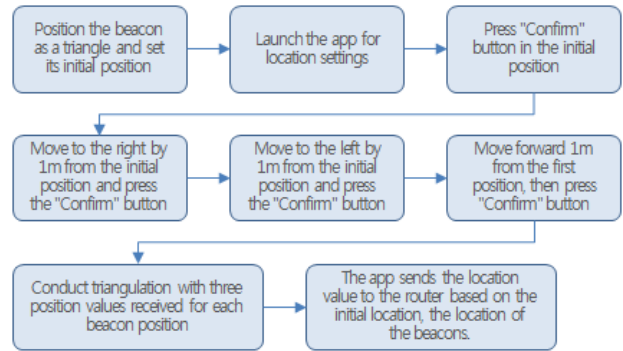 Position the beacon
as a triangle and set
its initial position
Launch the app for
location settings
Press "Confirm"
button in the initial
position
Move to the right by
1m from the initial
position and press
the "Confirm" button
Move to the left by
1m from the initial
position and press
the "Confirm" button
Move forward 1m
from the first
position, then press
"Confirm" button
Conduct triangulation with three
position values received for each
beacon position
The app sends the location
value to the router based on the
initial location, the location of
the beacons.